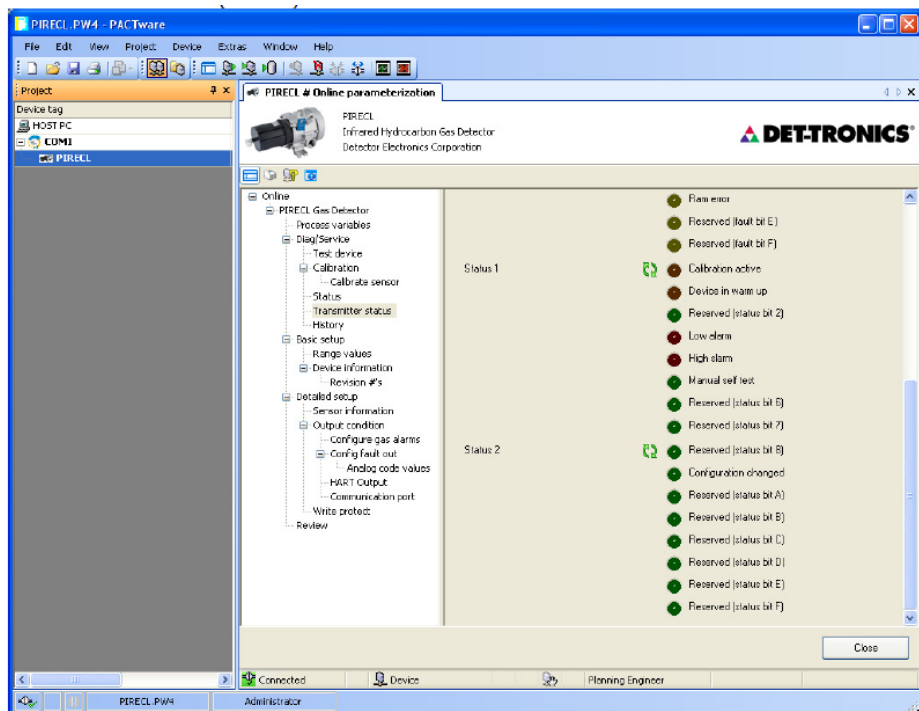 PIRECL.PW4 - PACTware
File Edit View Project Device Extras Window Help
Project
Device tag
HOST PC
COM1
PIRECL
PIRECL # Online parameterization
PIRECL
Infrared Hydrocarbon Gas Detector
Detector Electronics Corporation
DET-TRONICS®
Online
PIRECL Gas Detector
Process variables
Diag/Service
Test device
Calibration
Calibrate sensor
Status
Transmitter status
History
Basic setup
Range values
Device information
Revision #'s
Detailed setup
Sensor information
Output condition
Configure gas alarms
Config fault out
Analog code values
HART Output
Communication port
Write protect
Review
Ram error
Reserved (fault bit E)
Reserved (fault bit F)
Status 1
Calibration active
Device in warm up
Reserved (status bit 2)
Low alarm
High alarm
Manual self test
Reserved (status bit 6)
Reserved (status bit 7)
Status 2
Reserved (status bit 8)
Configuration changed
Reserved (status bit A)
Reserved (status bit B)
Reserved (status bit C)
Reserved (status bit D)
Reserved (status bit E)
Reserved (status bit F)
Close
Connected
Device
Planning Engineer
PIRECL.PW4
Administrator